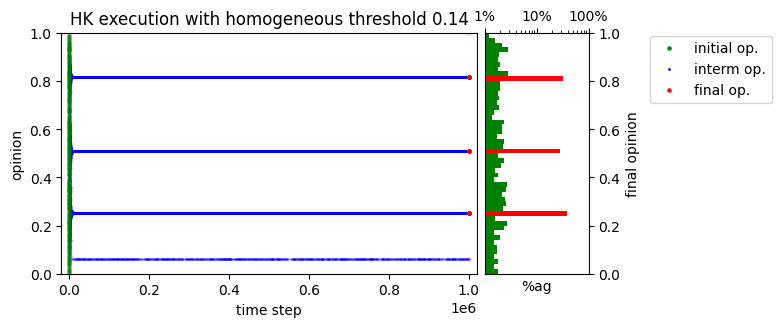 HK execution with homogeneous threshold 0.14
1% 10% 100%
1.0 1.0
0.8 0.8
0.6 0.6
0.4 0.4
0.2 0.2
0.0 0.0
opinion
final opinion
0.0 0.2 0.4 0.6 0.8 1.0
1e6
time step
%ag
initial op.
interm op.
final op.